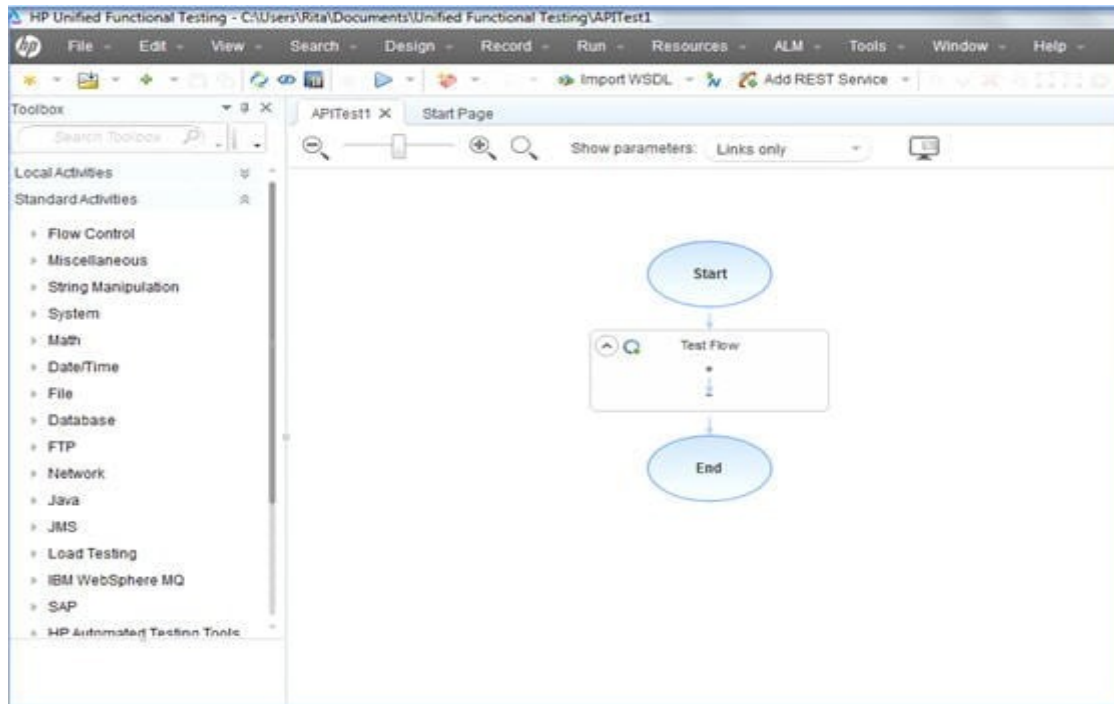 HP Unified Functional Testing - C:\Users\Rita\Documents\Unified Functional Testing\APITest1
hp File Edit View Search Design Record Run Resources ALM Tools Window Help
Import WSDL Add REST Service
Toolbox
APITest1 Start Page
Search Toolbox
Show parameters: Links only
Local Activities
Standard Activities
Flow Control
Miscellaneous
String Manipulation
System
Math
Date/Time
File
Database
FTP
Network
Java
JMS
Load Testing
IBM WebSphere MQ
SAP
HP Automated Testing Tools
Start
Test Flow
End